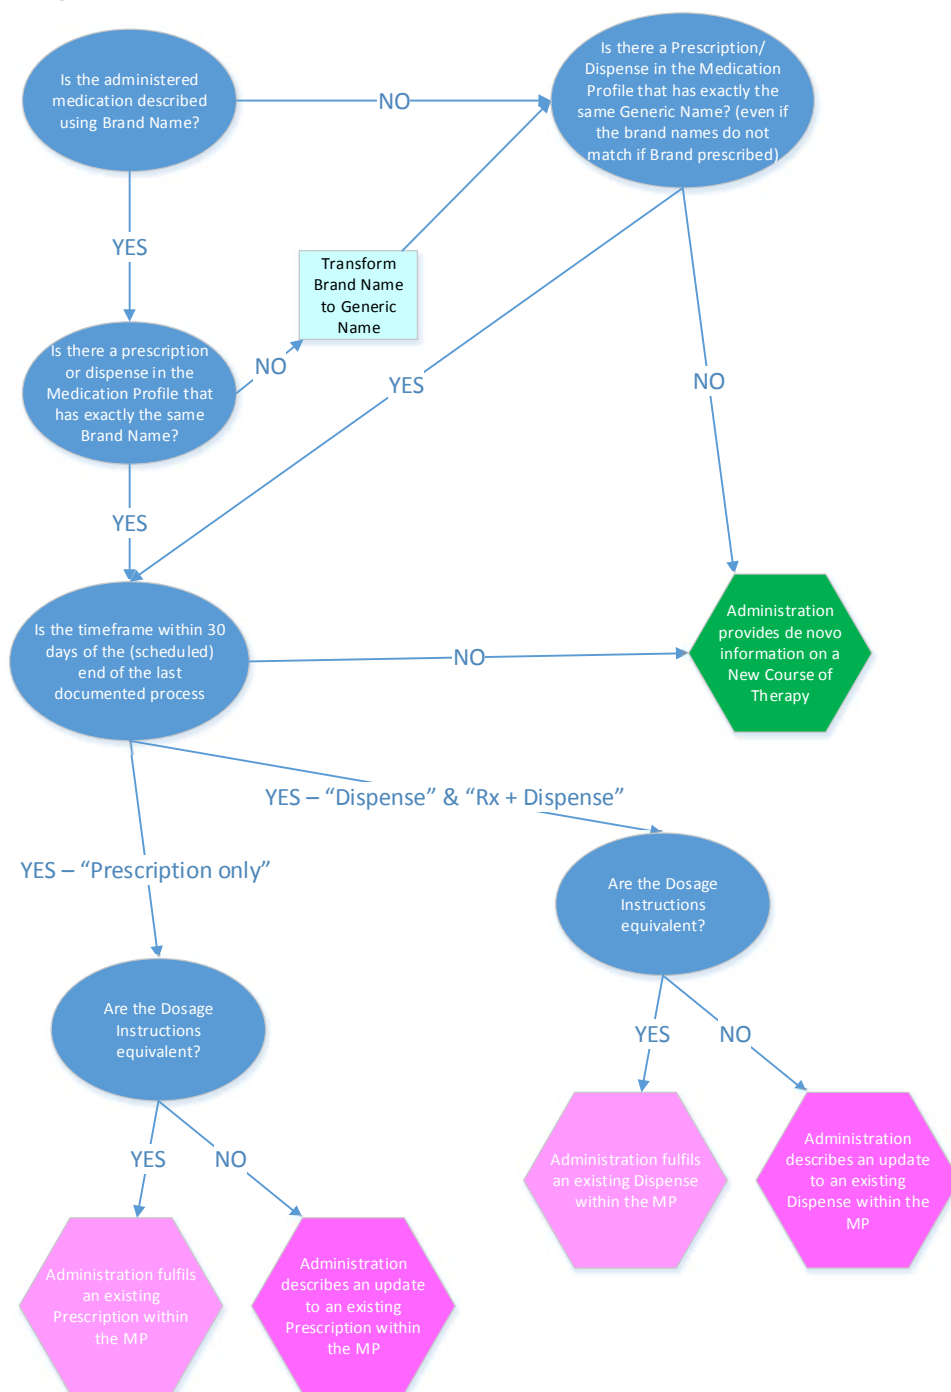 Is the administered
medication described
using Brand Name?
NO
Is there a Prescription/
Dispense in the Medication
Profile that has exactly the
same Generic Name? (even if
the brand names do not
match if Brand prescribed)
YES
Transform
Brand Name
to Generic
Name
Is there a prescription
or dispense in the
Medication Profile that
has exactly the same
Brand Name?
NO
YES
NO
YES
Is the timeframe within 30
days of the (scheduled)
end of the last
documented process
NO
Administration
provides de novo
information on a
New Course of
Therapy
YES – “Dispense” & “Rx + Dispense”
YES – “Prescription only”
Are the Dosage
Instructions
equivalent?
Are the Dosage
Instructions
equivalent?
YES
NO
Administration fulfils
an existing Dispense
within the MP
Administration
describes an update
to an existing
Dispense within the
MP
YES
NO
Administration fulfils
an existing
Prescription within
the MP
Administration
describes an update
to an existing
Prescription within
the MP